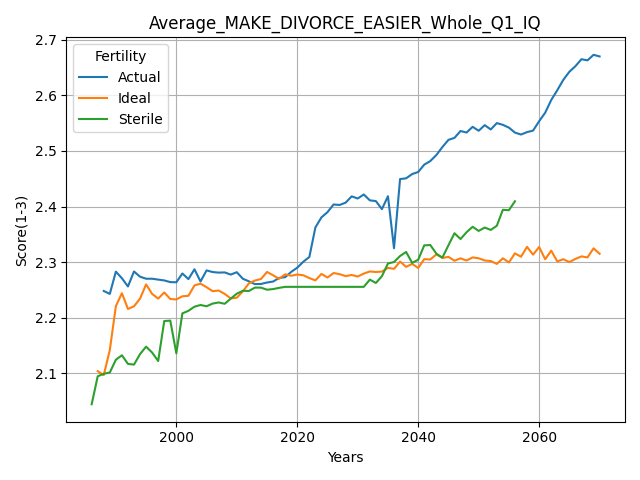 Average_MAKE_DIVORCE_EASIER_Whole_Q1_IQ
Fertility
Actual
Ideal
Sterile
Score(1-3)
2.7
2.6
2.5
2.4
2.3
2.2
2.1
2000 2020 2040 2060
Years